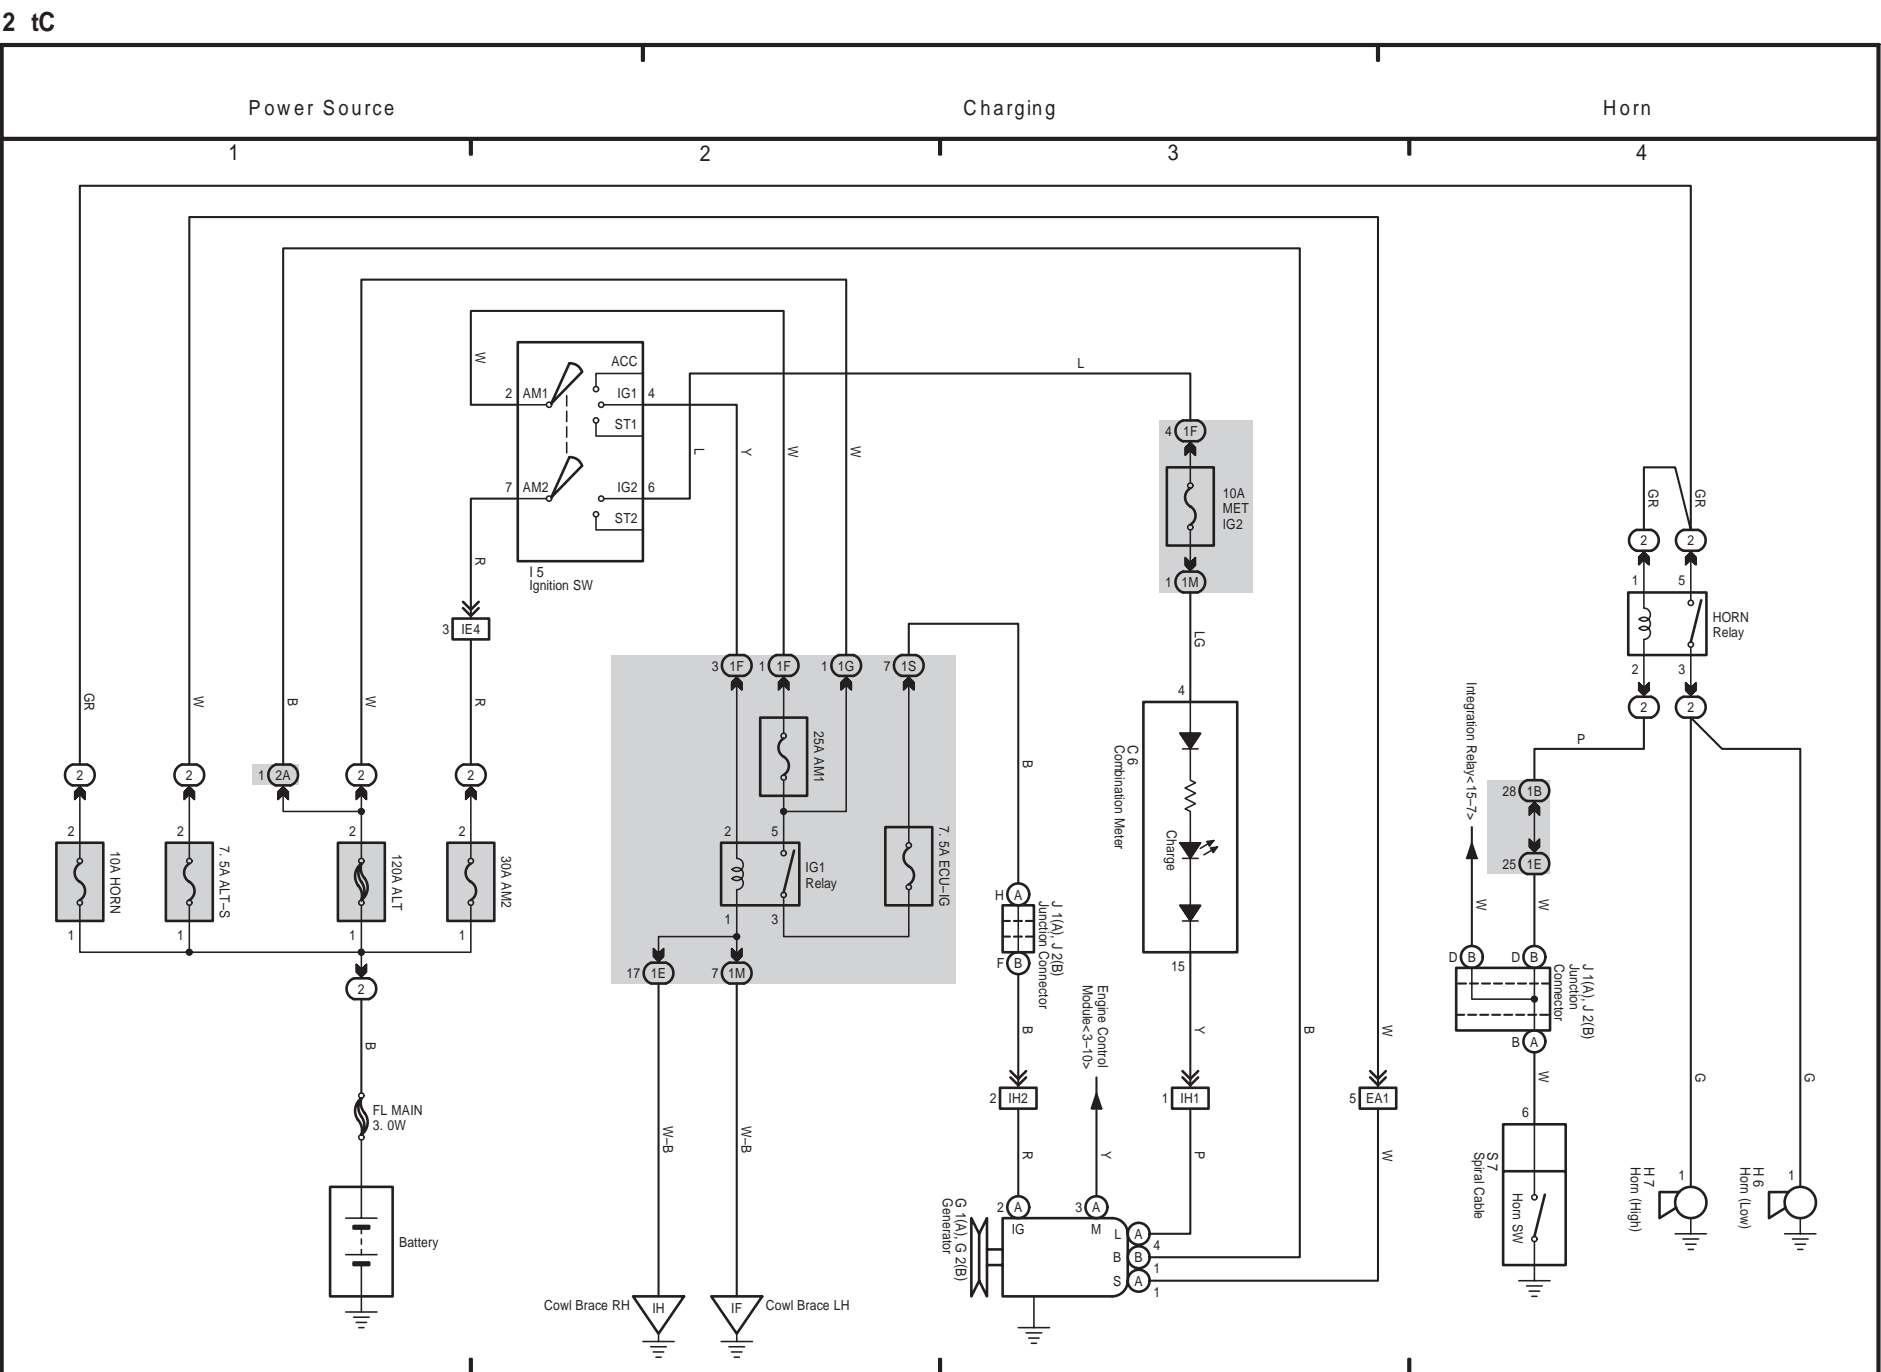 2 tC
Power Source
Charging
Horn
1
2
3
4
W
2
AM1
ACC
IG1
4
ST1
7
AM2
IG2
6
ST2
I 5
Ignition SW
L
Y
W
W
L
4
1F
10A
MET
IG2
1
1M
LG
GR
GR
2
2
1
5
HORN
Relay
2
3
2
2
R
3
IE4
R
GR
W
B
W
2
2
1
2A
2
2
2
2
2
2
10A HORN
7. 5A ALT–S
120A ALT
30A AM2
1
1
1
1
2
B
FL MAIN
3. 0W
Battery
3
1F
1
1F
1
1G
7
1S
25A AM1
2
5
IG1
Relay
7. 5A ECU–IG
1
3
17
1E
7
1M
W–B
W–B
Cowl Brace RH
IH
IF
Cowl Brace LH
B
H
A
J 1(A), J 2(B)
Junction Connector
F
B
B
2
IH2
R
Engine Control
Module<3–10>
Y
4
C 6
Combination Meter
Charge
15
Y
1
IH1
P
B
W
5
EA1
W
2
A
3
A
IG
M
L
A
4
B
B
1
S
A
1
G 1(A), G 2(B)
Generator
Integration Relay<15–7>
P
28
1B
25
1E
W
W
D
B
D
B
J 1(A), J 2(B)
Junction
Connector
B
A
W
6
S 7
Spiral Cable
Horn SW
G
G
1
H 7
Horn (High)
1
H 6
Horn (Low)